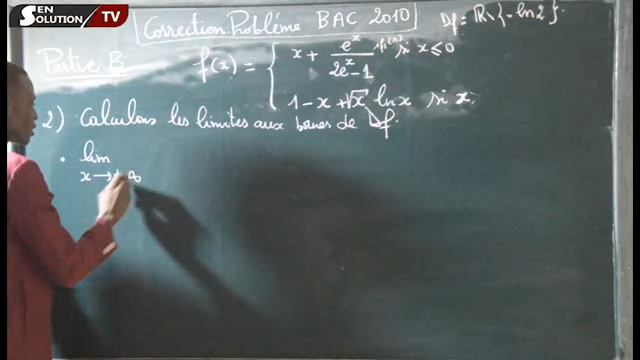 SEN SOLUTION TV
Correction Problème BAC 2010 Df = ℝ \ {-ln2}.
Partie B f(x) = { x + e^x / (2e^x - 1) si x ≤ 0
1 - x + √x ln x si x
2) Calculons les limites aux bornes de Df.
• lim
x → +∞